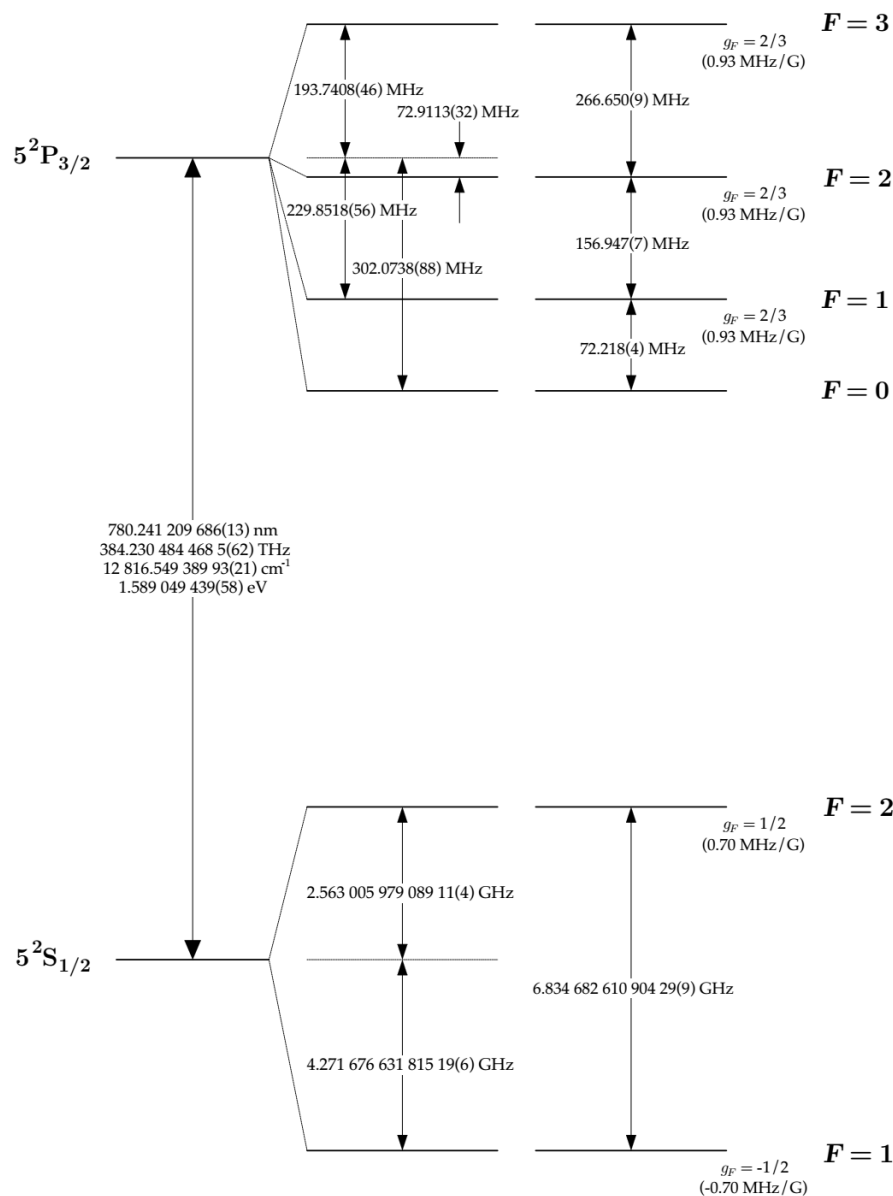 F = 3
g_F = 2/3
(0.93 MHz/G)
193.7408(46) MHz
72.9113(32) MHz
266.650(9) MHz
5²P₃/₂
F = 2
g_F = 2/3
(0.93 MHz/G)
229.8518(56) MHz
156.947(7) MHz
302.0738(88) MHz
F = 1
g_F = 2/3
(0.93 MHz/G)
72.218(4) MHz
F = 0
780.241 209 686(13) nm
384.230 484 468 5(62) THz
12 816.549 389 93(21) cm⁻¹
1.589 049 439(58) eV
F = 2
g_F = 1/2
(0.70 MHz/G)
2.563 005 979 089 11(4) GHz
5²S₁/₂
6.834 682 610 904 29(9) GHz
4.271 676 631 815 19(6) GHz
F = 1
g_F = -1/2
(-0.70 MHz/G)